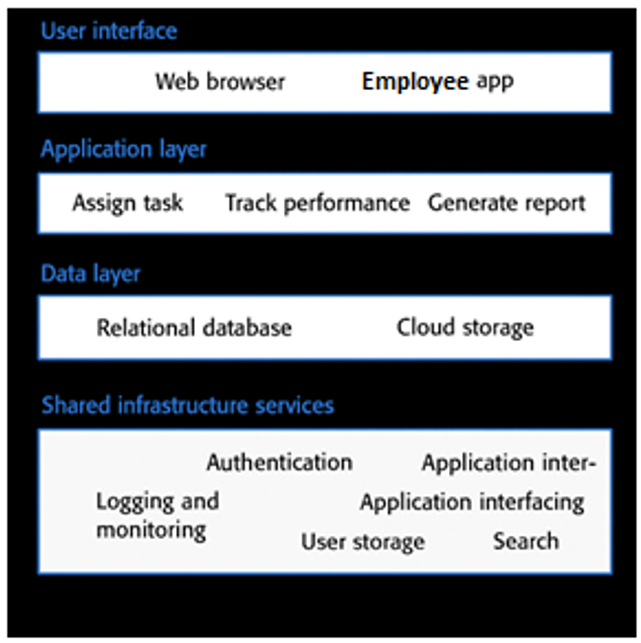 User interface
Web browser Employee app
Application layer
Assign task Track performance Generate report
Data layer
Relational database Cloud storage
Shared infrastructure services
Authentication Application inter-
Logging and
monitoring
Application interfacing
User storage Search